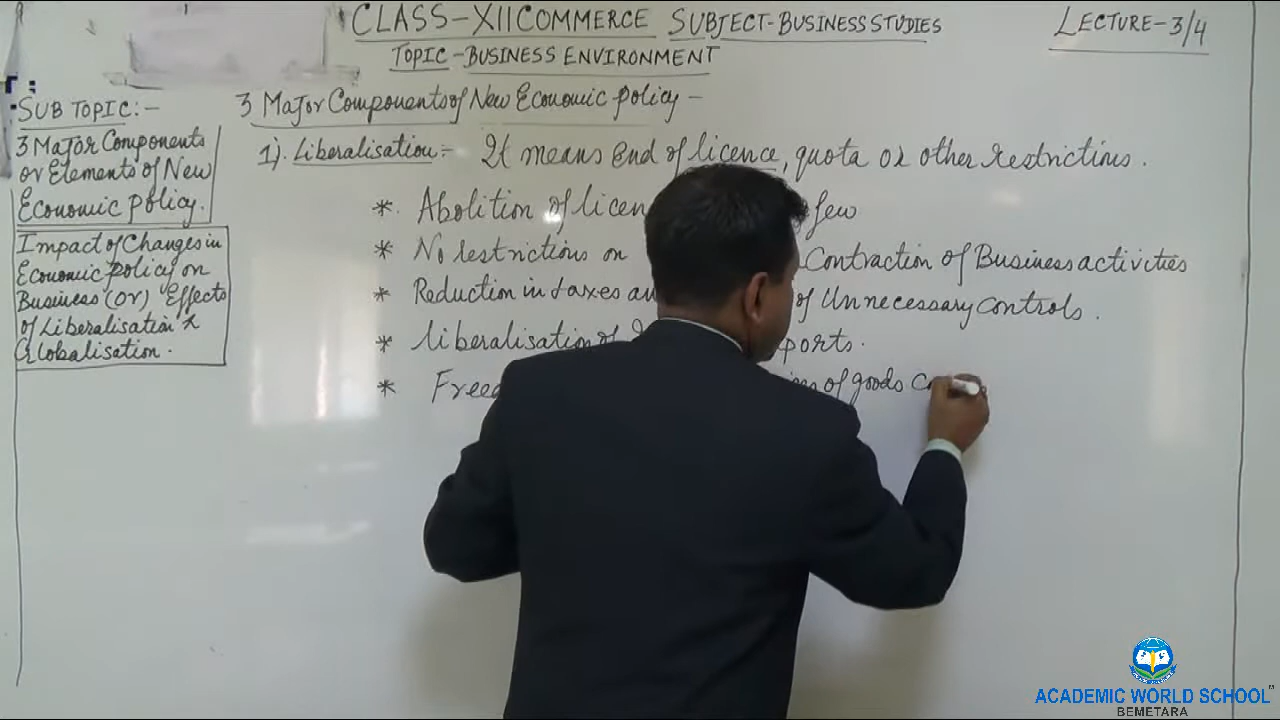 CLASS-XII COMMERCE SUBJECT-BUSINESS STUDIES
LECTURE-3/4
TOPIC-BUSINESS ENVIRONMENT
SUB TOPIC:-
3 Major Components
or Elements of New
Economic policy.
Impact of Changes in
Economic policy on
Business (or) Effects
of Liberalisation &
Globalisation.
3 Major Components of New Economic policy -
1). Liberalisation:- It means End of licence, quota or other restrictions.
* Abolition of licen few
* No restrictions on Contraction of Business activities
* Reduction in taxes an of Unnecessary controls.
* liberalisation of ports.
* Freed of goods
ACADEMIC WORLD SCHOOL
BEMETARA